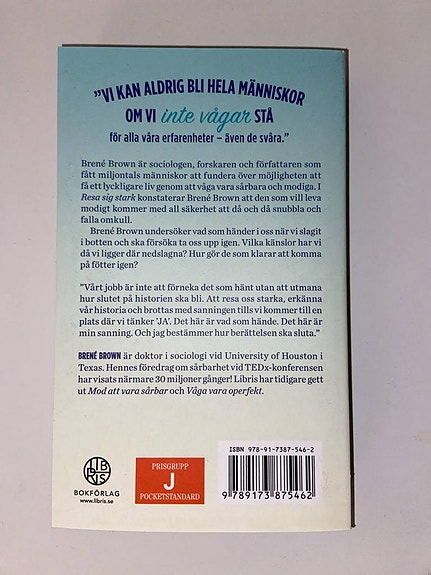 ”VI KAN ALDRIG BLI HELA MÄNNISKOR
OM VI inte vågar STÅ
för alla våra erfarenheter – även de svåra.”
Brené Brown är sociologen, forskaren och författaren som
fått miljontals människor att fundera över möjligheten att
få ett lyckligare liv genom att våga vara sårbara och modiga. I
Resa sig stark konstaterar Brené Brown att den som vill leva
modigt kommer med all säkerhet att då och då snubbla och
falla omkull.
Brené Brown undersöker vad som händer i oss när vi slagit
i botten och ska försöka ta oss upp igen. Vilka känslor har vi
då vi ligger där nedslagna? Hur gör de som klarar att komma
på fötter igen?
”Vårt jobb är inte att förneka det som hänt utan att utmana
hur slutet på historien ska bli. Att resa oss starka, erkänna
vår historia och brottas med sanningen tills vi kommer till en
plats där vi tänker ’JA’. Det här är vad som hände. Det här är
min sanning. Och jag bestämmer hur berättelsen ska sluta.”
BRENÉ BROWN är doktor i sociologi vid University of Houston i
Texas. Hennes föredrag om sårbarhet vid TEDx-konferensen
har visats närmare 30 miljoner gånger! Libris har tidigare gett
ut Mod att vara sårbar och Våga vara operfekt.
LIB
RIS
BOKFÖRLAG
www.libris.se
PRISGRUPP
J
POCKETSTANDARD
ISBN 978-91-7387-546-2
9 789173 875462